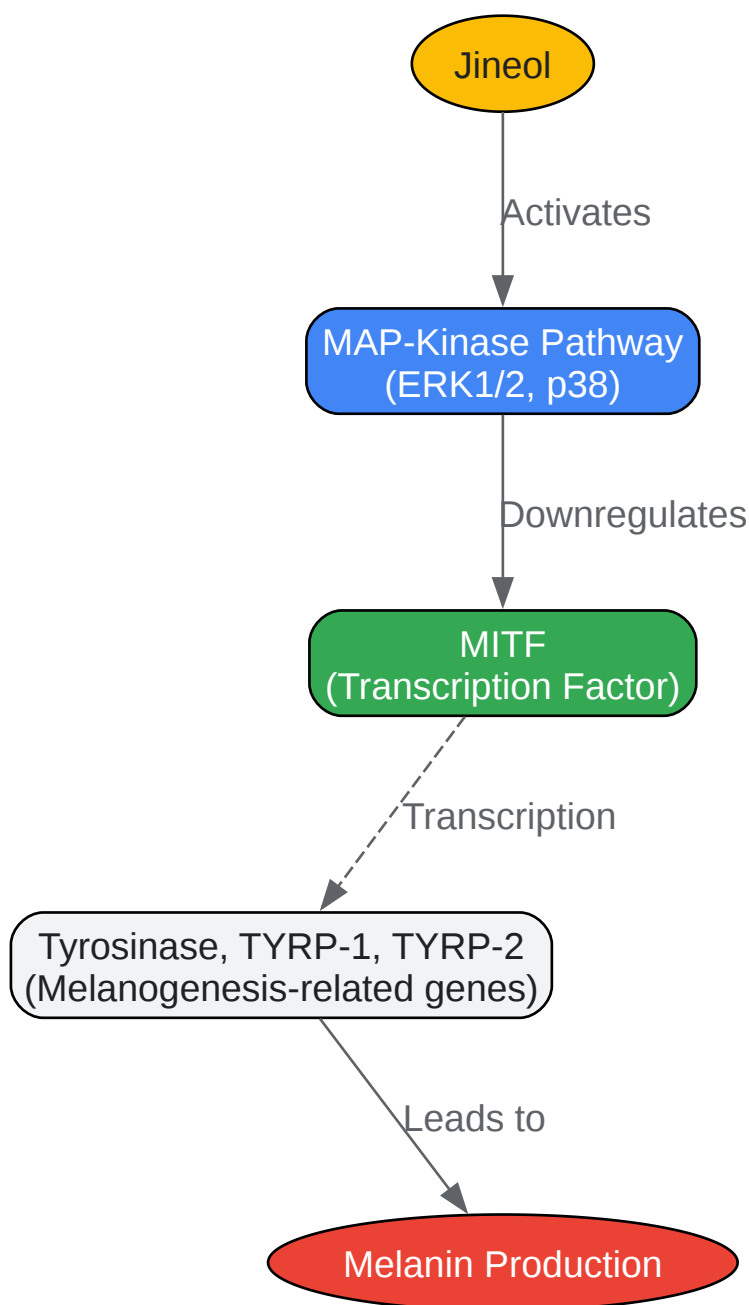 Jineol
Activates
MAP-Kinase Pathway
(ERK1/2, p38)
Downregulates
MITF
(Transcription Factor)
Transcription
Tyrosinase, TYRP-1, TYRP-2
(Melanogenesis-related genes)
Leads to
Melanin Production